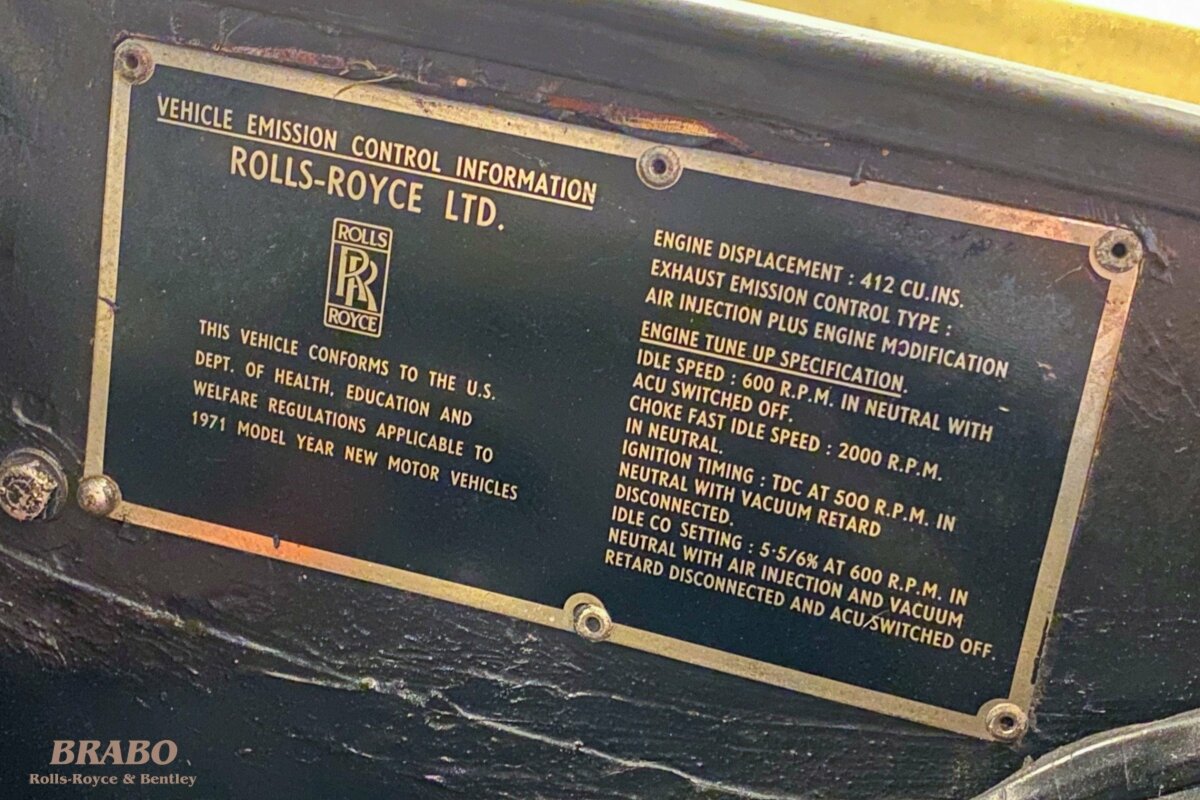 VEHICLE EMISSION CONTROL INFORMATION
ROLLS-ROYCE LTD.
ROLLS
RR
ROYCE
THIS VEHICLE CONFORMS TO THE U.S.
DEPT. OF HEALTH, EDUCATION AND
WELFARE REGULATIONS APPLICABLE TO
1971 MODEL YEAR NEW MOTOR VEHICLES
ENGINE DISPLACEMENT : 412 CU.INS.
EXHAUST EMISSION CONTROL TYPE :
AIR INJECTION PLUS ENGINE MODIFICATION
ENGINE TUNE UP SPECIFICATION.
IDLE SPEED : 600 R.P.M. IN NEUTRAL WITH
ACU SWITCHED OFF.
CHOKE FAST IDLE SPEED : 2000 R.P.M.
IN NEUTRAL.
IGNITION TIMING : TDC AT 500 R.P.M. IN
NEUTRAL WITH VACUUM RETARD
DISCONNECTED.
IDLE CO SETTING : 5·5/6% AT 600 R.P.M. IN
NEUTRAL WITH AIR INJECTION AND VACUUM
RETARD DISCONNECTED AND ACU SWITCHED OFF.
BRABO
Rolls-Royce & Bentley